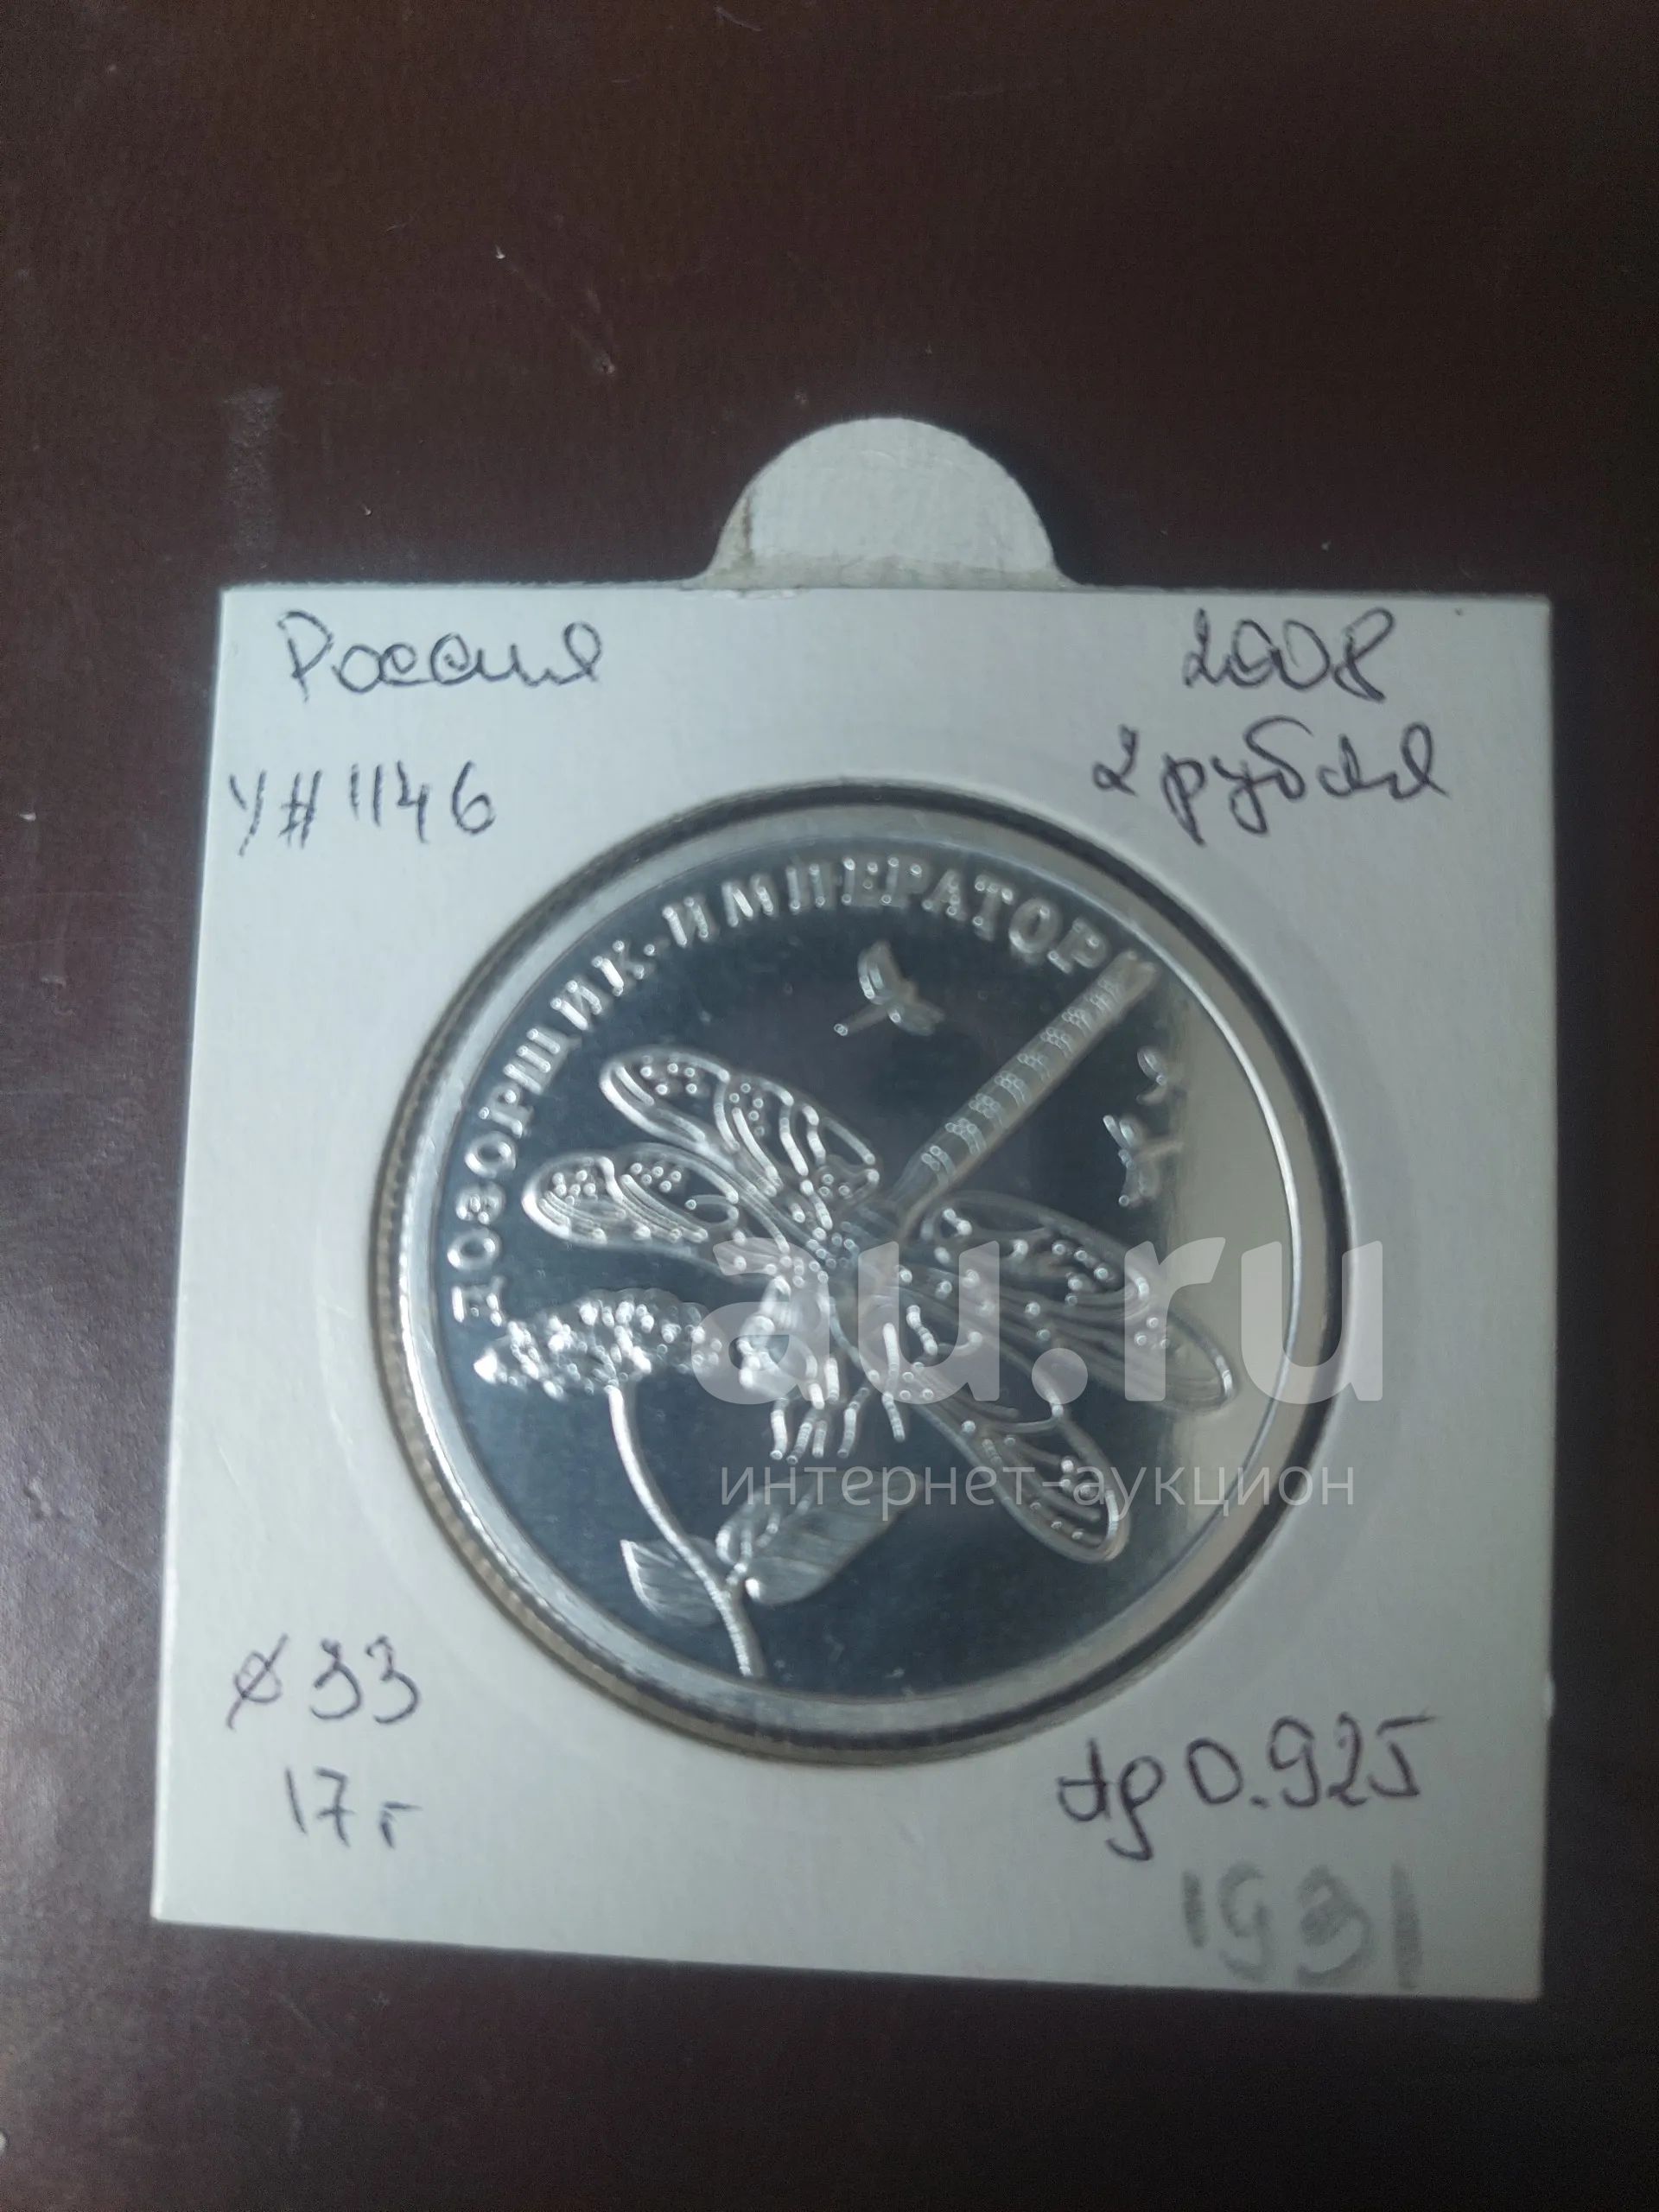 Россия
2008
У#1146
2 рубля
ДОЗОРЩИК-ИМПЕРАТОР
au.ru
интернет-аукцион
⌀33
17г
Ag 0.925
1931